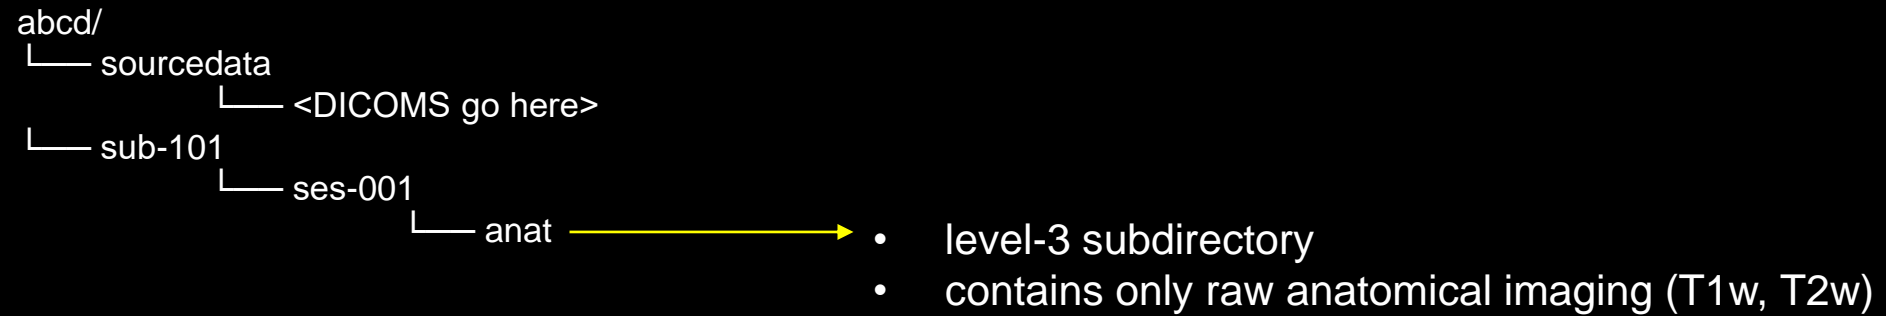 abcd/
└── sourcedata
└── <DICOMS go here>
└── sub-101
└── ses-001
└── anat
• level-3 subdirectory
• contains only raw anatomical imaging (T1w, T2w)